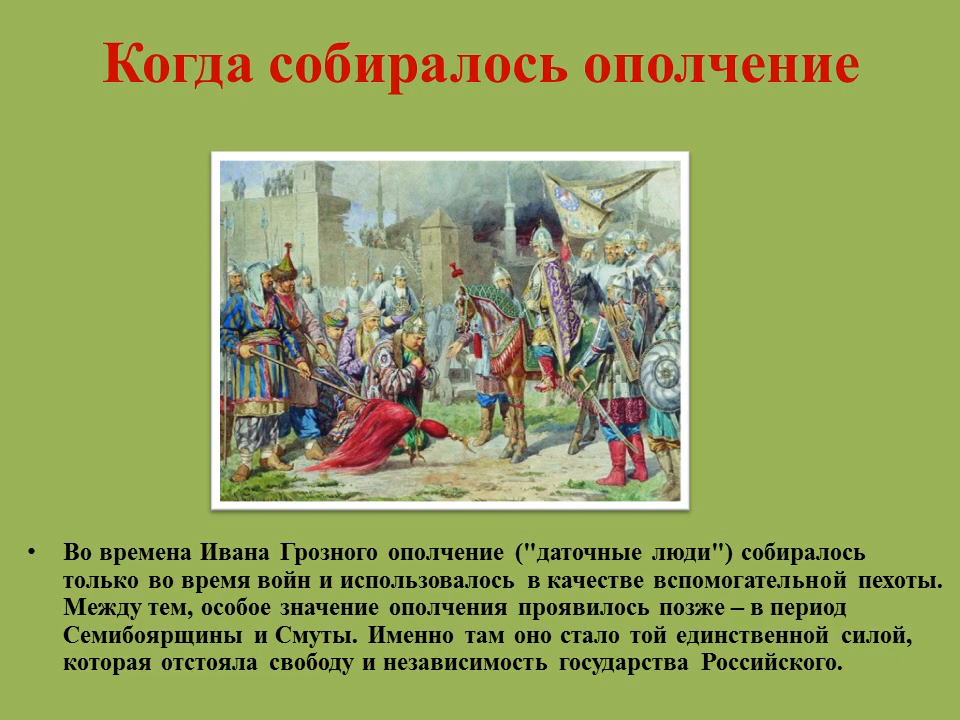 Когда собиралось ополчение
• Во времена Ивана Грозного ополчение ("даточные люди") собиралось
только во время войн и использовалось в качестве вспомогательной пехоты.
Между тем, особое значение ополчения проявилось позже – в период
Семибоярщины и Смуты. Именно там оно стало той единственной силой,
которая отстояла свободу и независимость государства Российского.